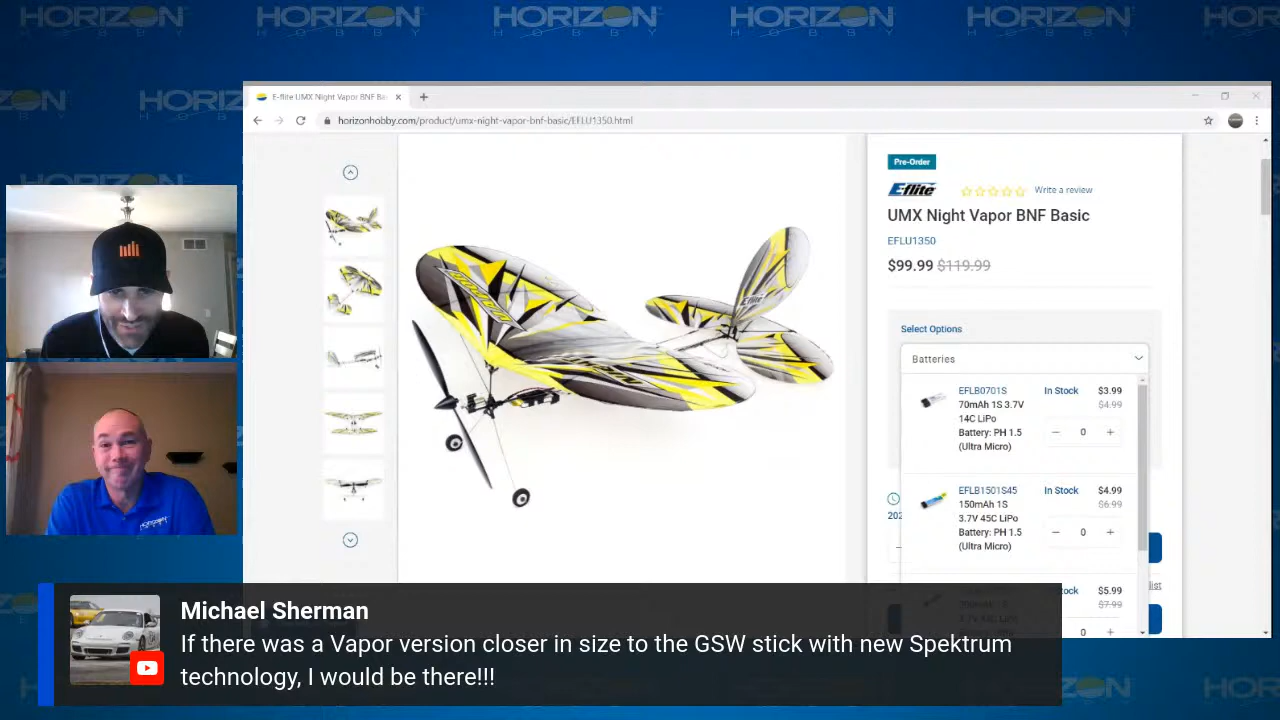 HORIZON HOBBY
E-flite UMX Night Vapor BNF Ba
horizonhobby.com/product/umx-night-vapor-bnf-basic/EFLU1350.html
Pre-Order
E-flite
Write a review
UMX Night Vapor BNF Basic
EFLU1350
$99.99 $119.99
Select Options
Batteries
EFLB0701S In Stock $3.99
70mAh 1S 3.7V $4.99
14C LiPo
Battery: PH 1.5 − 0 +
(Ultra Micro)
EFLB1501S45 In Stock $4.99
150mAh 1S $6.99
3.7V 45C LiPo
Battery: PH 1.5 − 0 +
(Ultra Micro)
202
$5.99
list
$7.99
− 0 +
HORIZON
Michael Sherman
If there was a Vapor version closer in size to the GSW stick with new Spektrum
technology, I would be there!!!